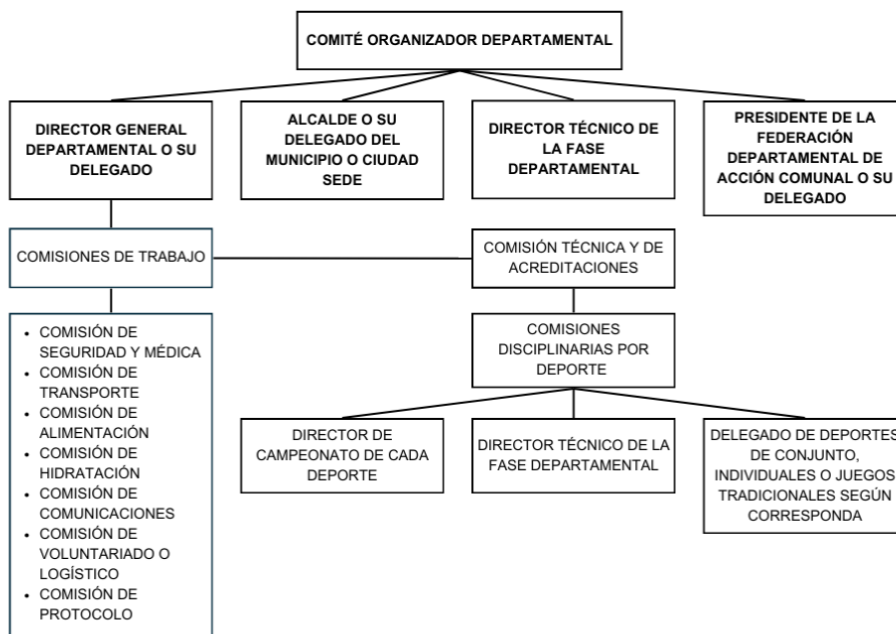 COMITÉ ORGANIZADOR DEPARTAMENTAL
DIRECTOR GENERAL
DEPARTAMENTAL O SU
DELEGADO
ALCALDE O SU
DELEGADO DEL
MUNICIPIO O CIUDAD
SEDE
DIRECTOR TÉCNICO DE
LA FASE
DEPARTAMENTAL
PRESIDENTE DE LA
FEDERACIÓN
DEPARTAMENTAL DE
ACCIÓN COMUNAL O SU
DELEGADO
COMISIONES DE TRABAJO
COMISIÓN TÉCNICA Y DE
ACREDITACIONES
• COMISIÓN DE
SEGURIDAD Y MÉDICA
• COMISIÓN DE
TRANSPORTE
• COMISIÓN DE
ALIMENTACIÓN
• COMISIÓN DE
HIDRATACIÓN
• COMISIÓN DE
COMUNICACIONES
• COMISIÓN DE
VOLUNTARIADO O
LOGÍSTICO
• COMISIÓN DE
PROTOCOLO
COMISIONES
DISCIPLINARIAS POR
DEPORTE
DIRECTOR DE
CAMPEONATO DE CADA
DEPORTE
DIRECTOR TÉCNICO DE LA
FASE DEPARTAMENTAL
DELEGADO DE DEPORTES
DE CONJUNTO,
INDIVIDUALES O JUEGOS
TRADICIONALES SEGÚN
CORRESPONDA